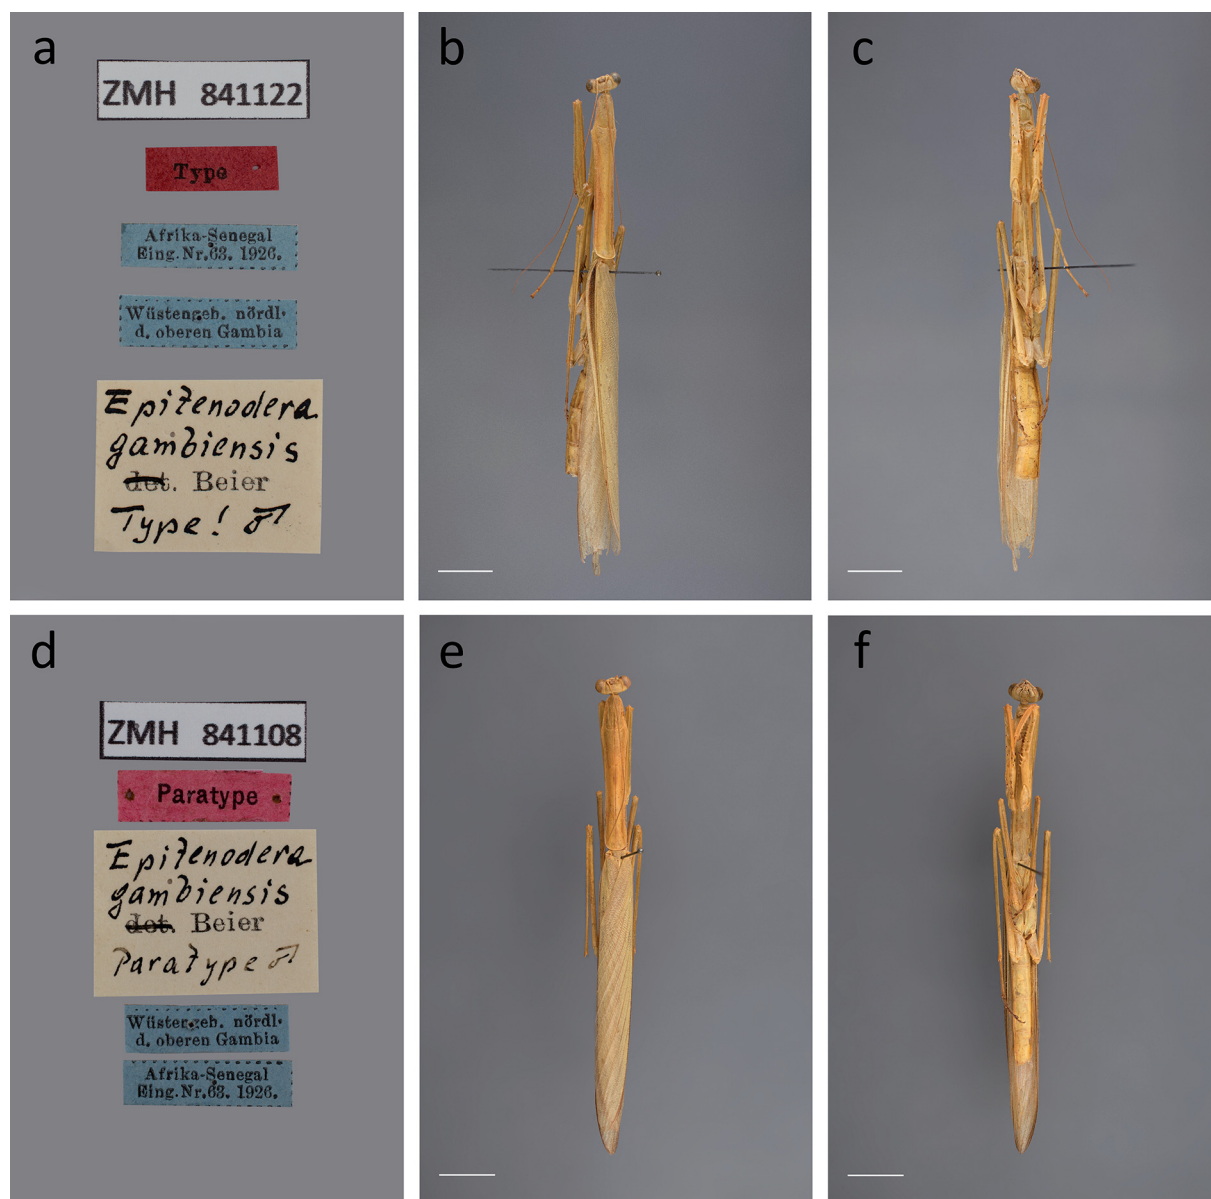 a
ZMH 841122
Type
Afrika-Senegal
Eing.Nr.63. 1926.
Wüstengeb. nördl.
d. oberen Gambia
Epitenodera
gambiensis
det. Beier
Type! ♂
b
c
d
ZMH 841108
Paratype
Epitenodera
gambiensis
det. Beier
Paratype ♂
Wüstengeb. nördl.
d. oberen Gambia
Afrika-Senegal
Eing.Nr.63. 1926.
e
f